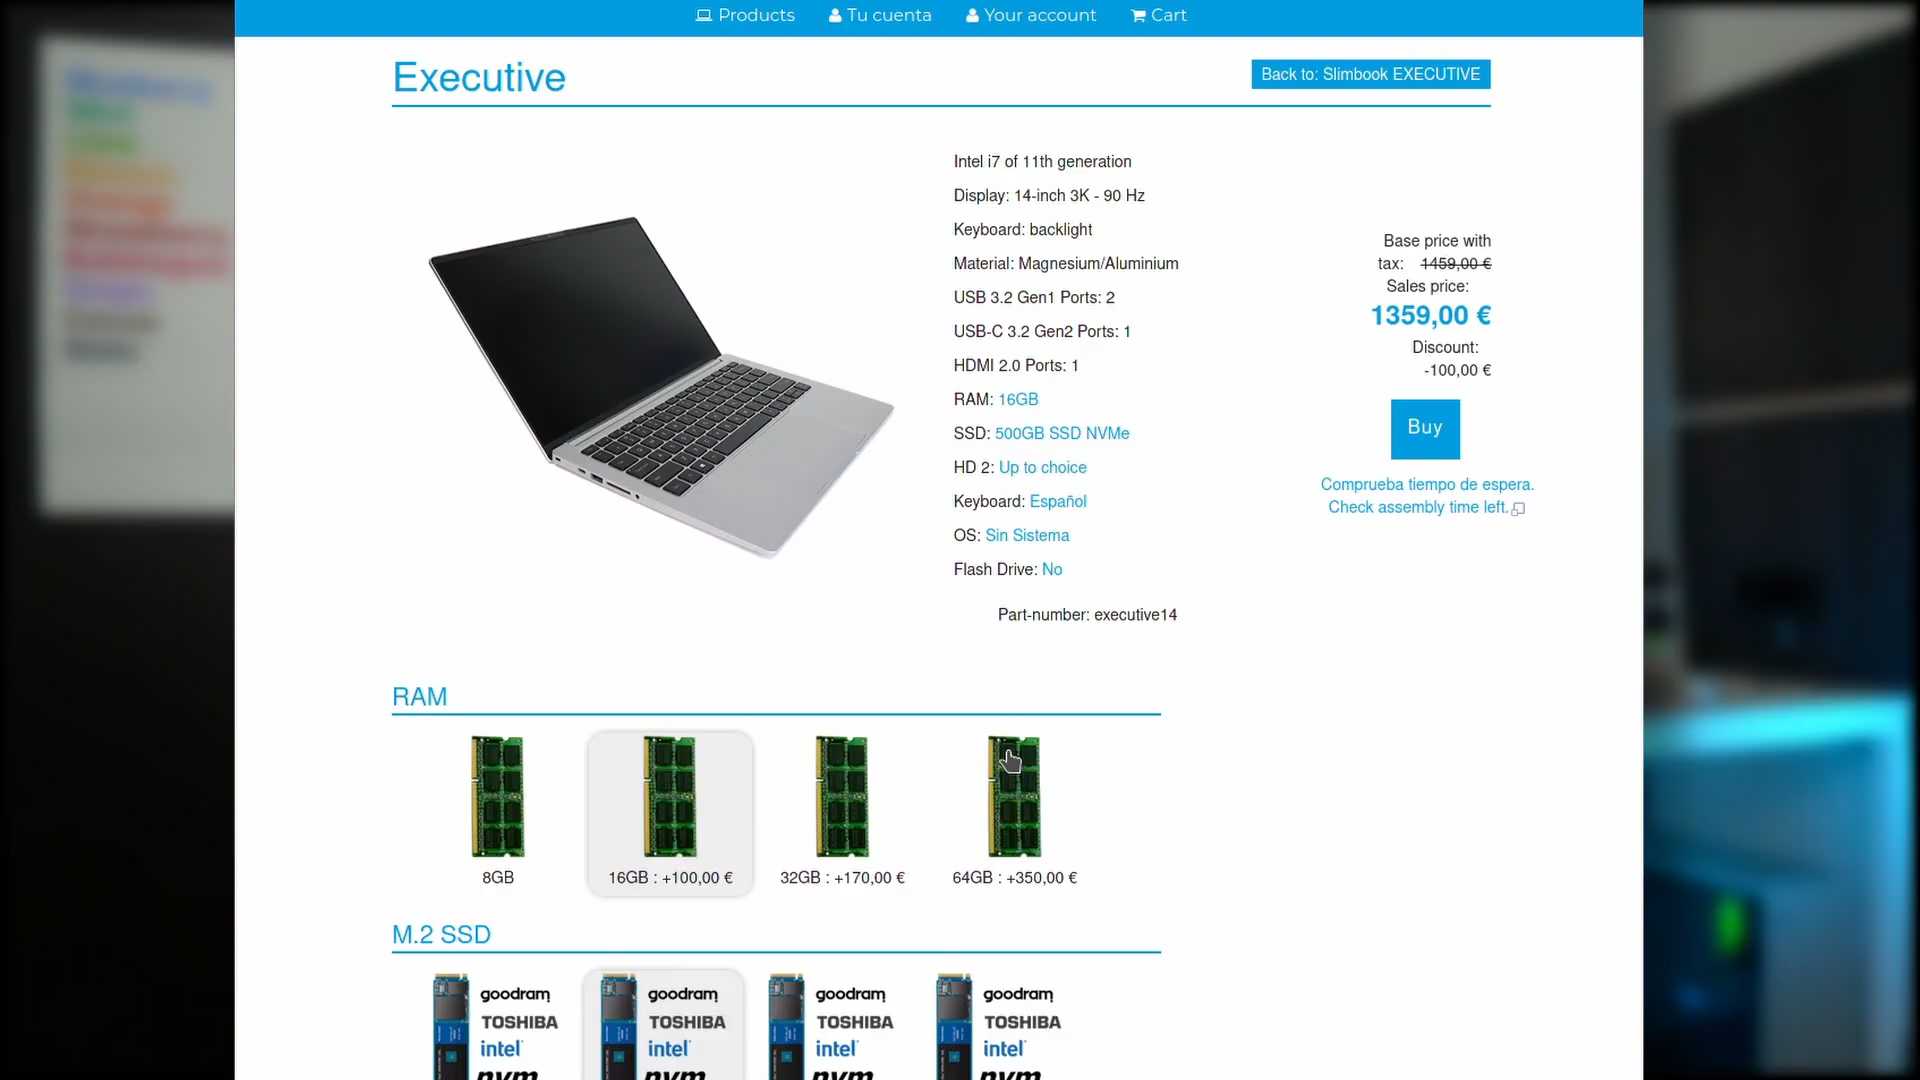 Products
Tu cuenta
Your account
Cart
Executive
Back to: Slimbook EXECUTIVE
Intel i7 of 11th generation
Display: 14-inch 3K - 90 Hz
Keyboard: backlight
Material: Magnesium/Aluminium
USB 3.2 Gen1 Ports: 2
USB-C 3.2 Gen2 Ports: 1
HDMI 2.0 Ports: 1
RAM: 16GB
SSD: 500GB SSD NVMe
HD 2: Up to choice
Keyboard: Español
OS: Sin Sistema
Flash Drive: No
Part-number: executive14
Base price with
tax: 1459,00 €
Sales price:
1359,00 €
Discount:
-100,00 €
Buy
Comprueba tiempo de espera.
Check assembly time left.
RAM
8GB
16GB : +100,00 €
32GB : +170,00 €
64GB : +350,00 €
M.2 SSD
goodram
TOSHIBA
intel
nvm
goodram
TOSHIBA
intel
nvm
goodram
TOSHIBA
intel
nvm
goodram
TOSHIBA
intel
nvm